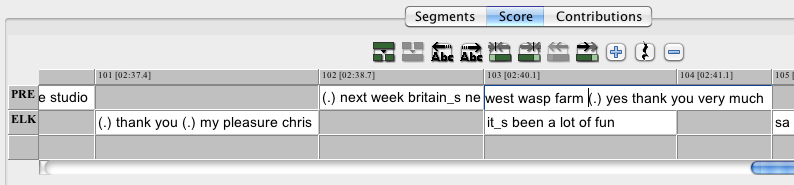 Segments Score Contributions
Abc Abc
101 [02:37.4] 102 [02:38.7] 103 [02:40.1] 104 [02:41.1] 105 [
PRE e studio (.) next week britain_s ne west wasp farm (.) yes thank you very much
ELK (.) thank you (.) my pleasure chris it_s been a lot of fun sa